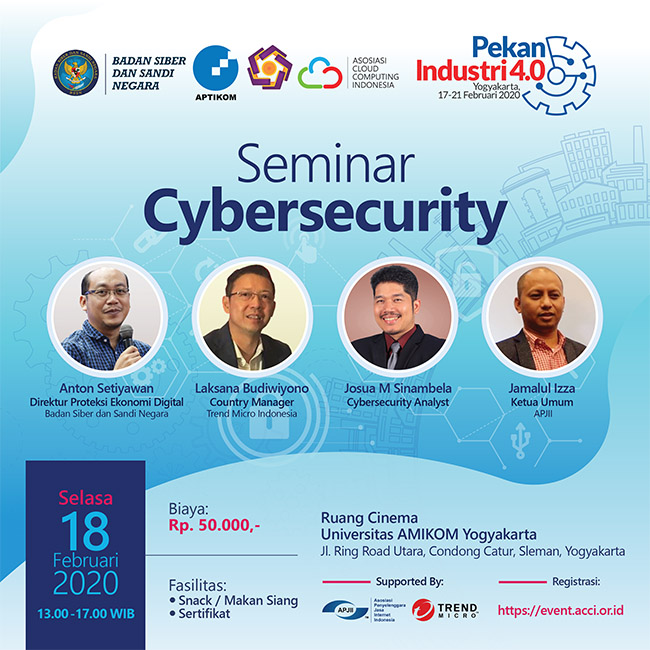 BADAN SIBER
DAN SANDI
NEGARA
APTIKOM
ASOSIASI
CLOUD
COMPUTING
INDONESIA
Pekan
Industri 4.0
Yogyakarta,
17-21 Februari 2020
Seminar
Cybersecurity
Anton Setiyawan
Direktur Proteksi Ekonomi Digital
Badan Siber dan Sandi Negara
Laksana Budiwiyono
Country Manager
Trend Micro Indonesia
Josua M Sinambela
Cybersecurity Analyst
Jamalul Izza
Ketua Umum
APJII
Selasa
18
Februari
2020
13.00 -17.00 WIB
Biaya:
Rp. 50.000,-
Fasilitas:
• Snack / Makan Siang
• Sertifikat
Ruang Cinema
Universitas AMIKOM Yogyakarta
Jl. Ring Road Utara, Condong Catur, Sleman, Yogyakarta
Supported By:
APJII
Asosiasi
Penyelenggara
Jasa
Internet
Indonesia
TREND
MICRO
Registrasi:
https://event.acci.or.id